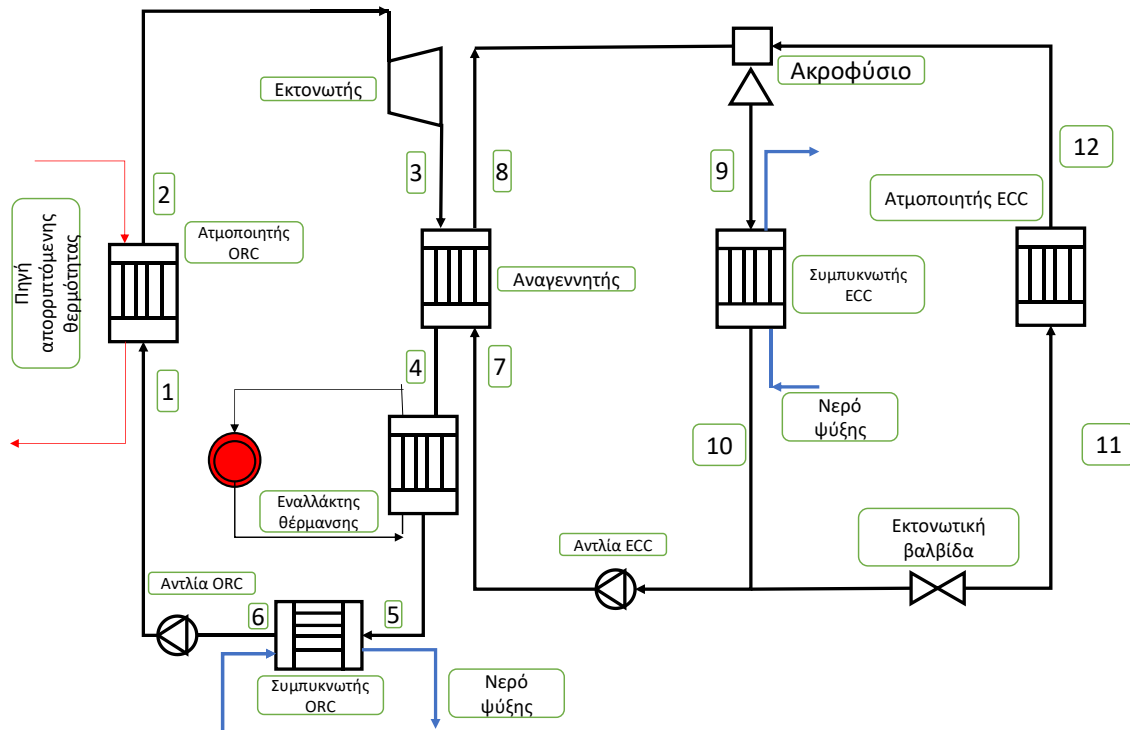 Ακροφύσιο
Εκτονωτής
12
2
3
8
9
Ατμοποιητής ECC
Πηγή
απορριπτόμενης
θερμότητας
Ατμοποιητής
ORC
Αναγεννητής
Συμπυκνωτής
ECC
1
4
7
Νερό
ψύξης
10
11
Εναλλάκτης
θέρμανσης
Αντλία ECC
Εκτονωτική
βαλβίδα
Αντλία ORC
6
5
Συμπυκνωτής
ORC
Νερό
ψύξης